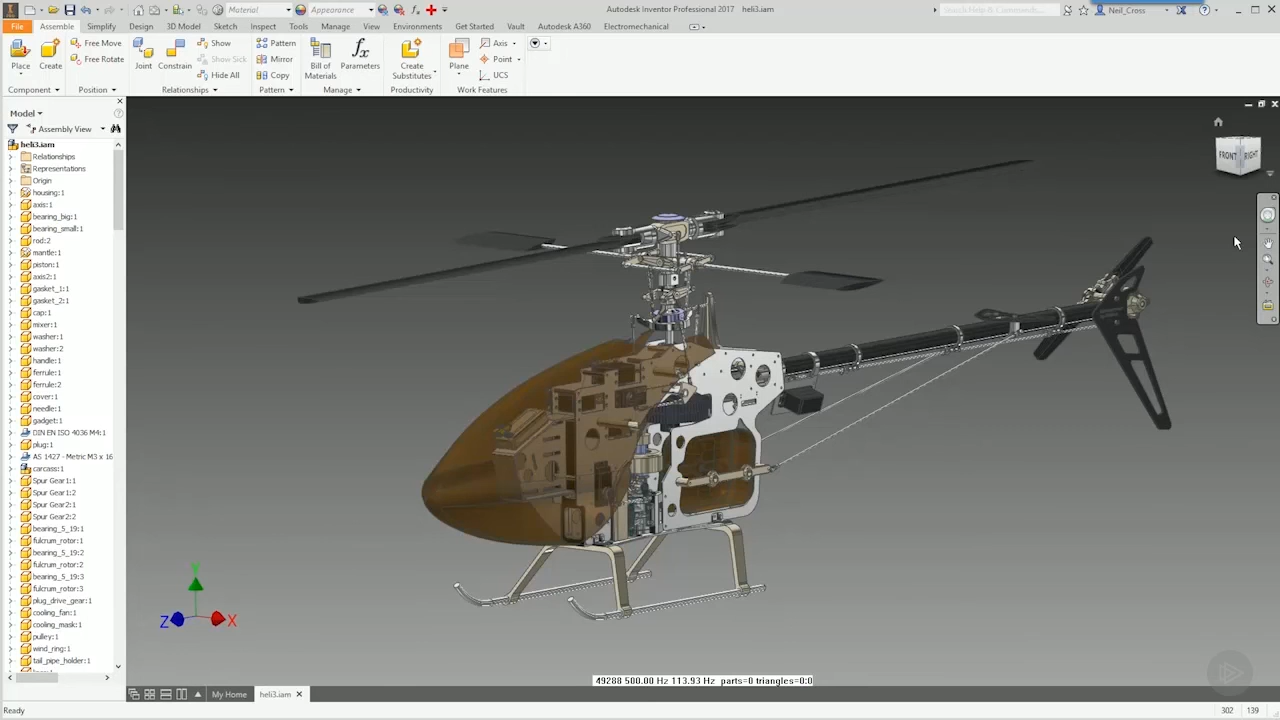 Material
Appearance
Autodesk Inventor Professional 2017 heli3.iam
Search Help & Commands...
Neil_Cross
File Assemble Simplify Design 3D Model Sketch Inspect Tools Manage View Environments Get Started Vault Autodesk A360 Electromechanical
Place Create
Free Move
Free Rotate
Joint Constrain
Show
Show Sick
Hide All
Pattern
Mirror
Copy
Bill of Materials
Parameters
Create Substitutes
Plane
Axis
Point
UCS
Component Position Relationships Pattern Manage Productivity Work Features
Model
Assembly View
heli3.iam
Relationships
Representations
Origin
housing:1
axis:1
bearing_big:1
bearing_small:1
rod:2
mantle:1
piston:1
axis2:1
gasket_1:1
gasket_2:1
cap:1
mixer:1
washer:1
washer:2
handle:1
ferrule:1
ferrule:2
cover:1
needle:1
gadget:1
DIN EN ISO 4036 M4:1
plug:1
AS 1427 - Metric M3 x 16
carcass:1
Spur Gear1:1
Spur Gear1:2
Spur Gear2:1
Spur Gear2:2
bearing_5_19:1
fulcrum_rotor:1
bearing_5_19:2
fulcrum_rotor:2
bearing_5_19:3
fulcrum_rotor:3
plug_drive_gear:1
cooling_fan:1
cooling_mask:1
pulley:1
wind_ring:1
tail_pipe_holder:1
FRONT RIGHT
Y
Z X
49288 500.00 Hz 113.93 Hz parts=0 triangles=0:0
My Home heli3.iam
Ready
302 139